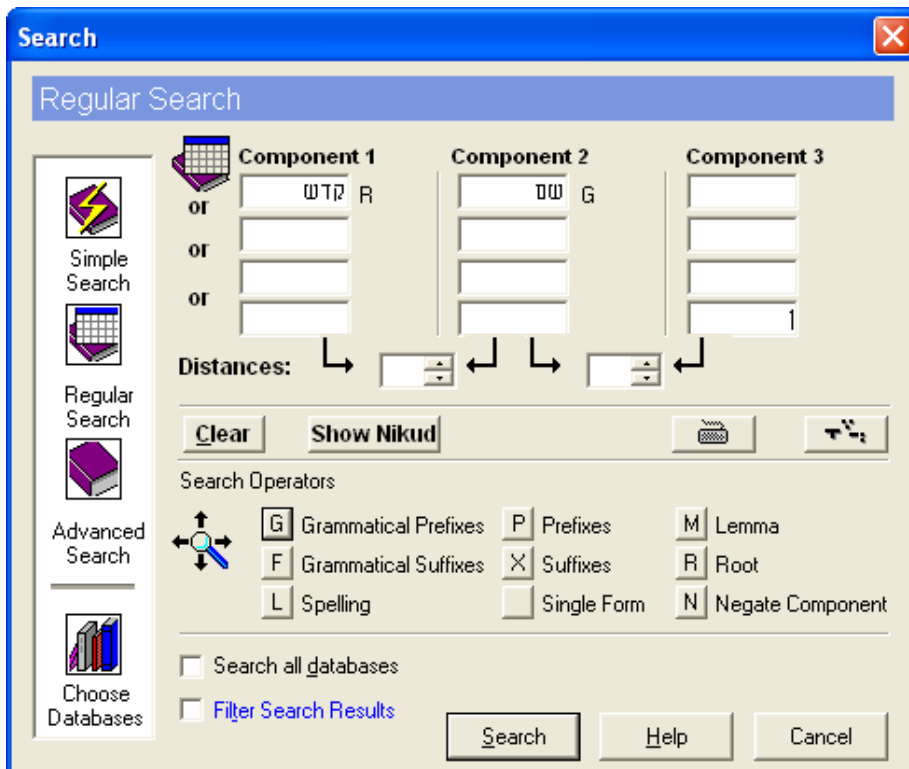 Search
Regular Search
Component 1 Component 2 Component 3
קדש R שם G
or
or
or
1
Distances:
Simple
Search
Regular
Search
Advanced
Search
Choose
Databases
Clear Show Nikud
Search Operators
G Grammatical Prefixes P Prefixes M Lemma
F Grammatical Suffixes X Suffixes R Root
L Spelling Single Form N Negate Component
Search all databases
Filter Search Results
Search Help Cancel